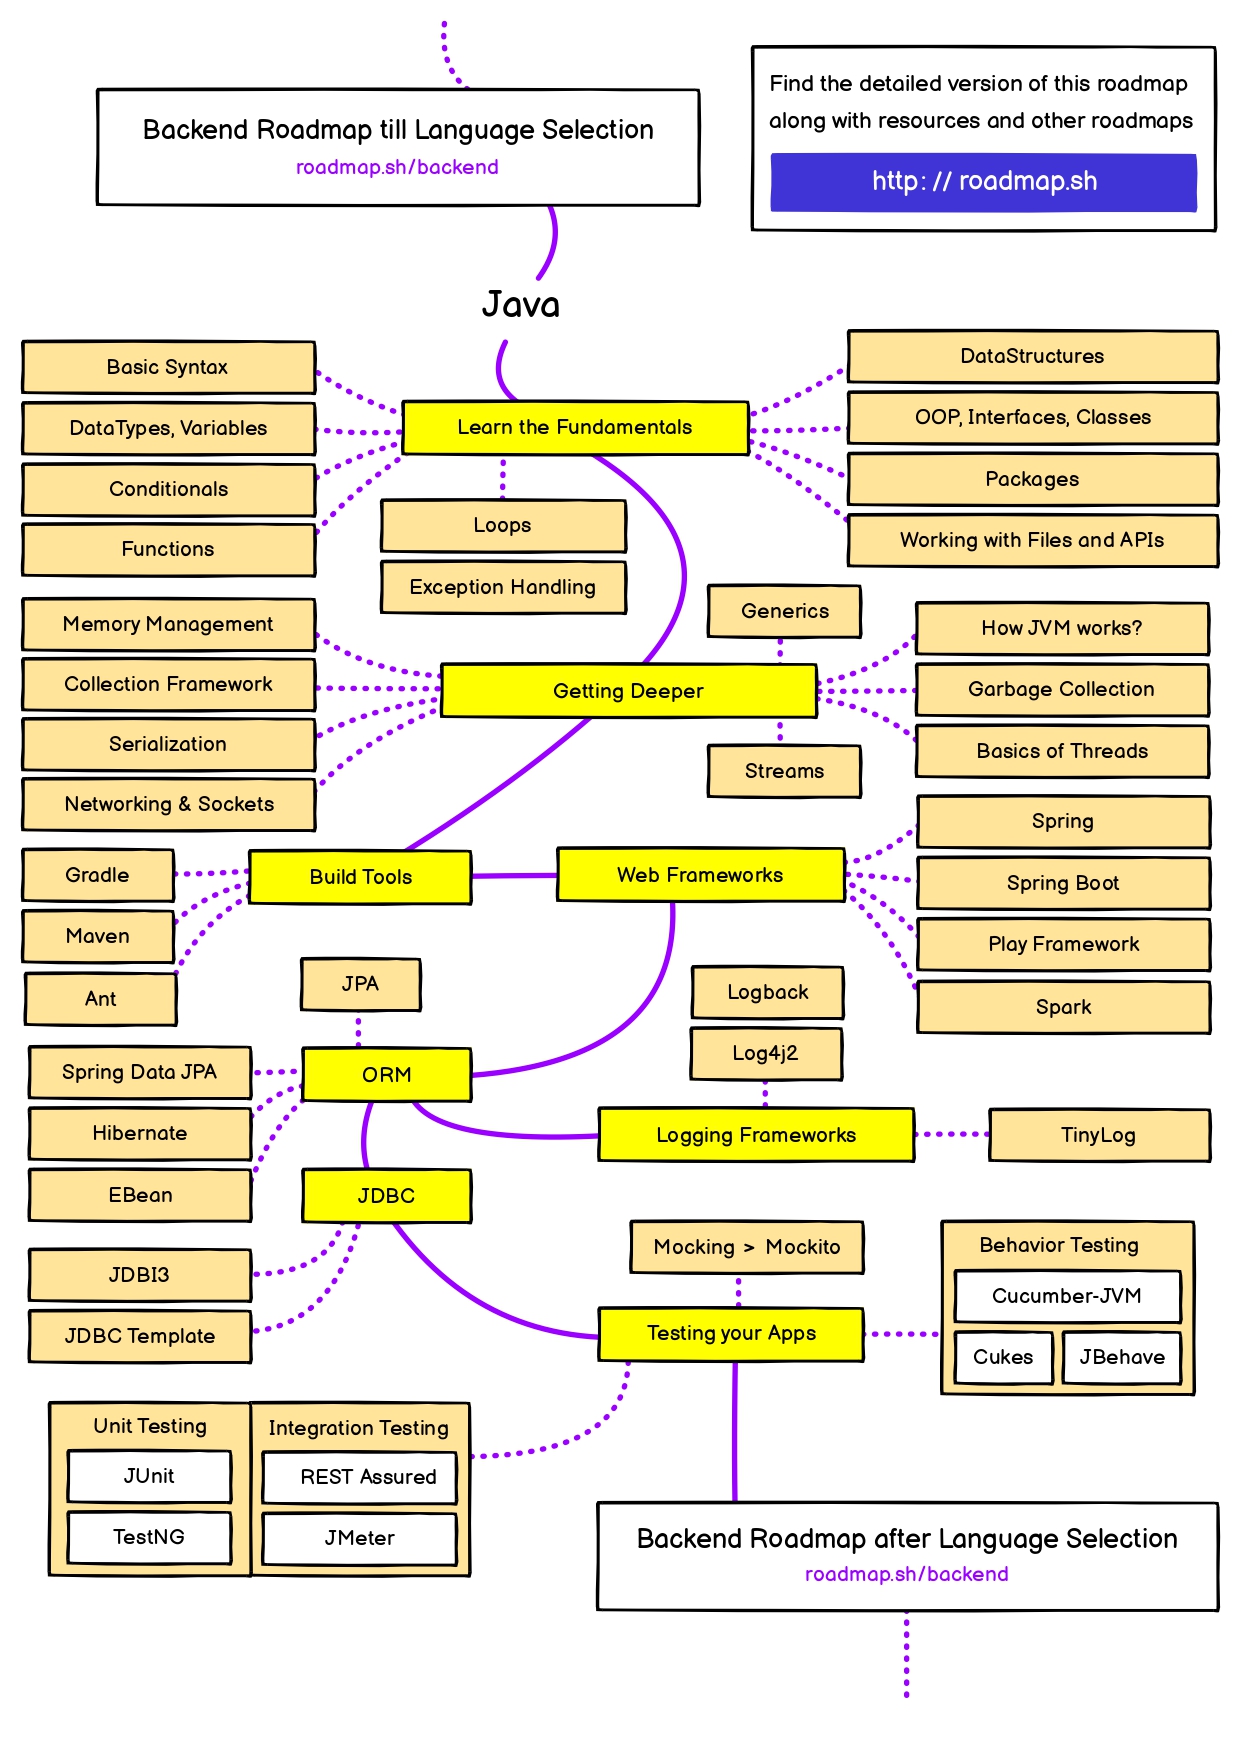 Backend Roadmap till Language Selection
roadmap.sh/backend
Find the detailed version of this roadmap
along with resources and other roadmaps
http: // roadmap.sh
Java
Learn the Fundamentals
Basic Syntax
DataTypes, Variables
Conditionals
Functions
Loops
Exception Handling
DataStructures
OOP, Interfaces, Classes
Packages
Working with Files and APIs
Getting Deeper
Memory Management
Collection Framework
Serialization
Networking & Sockets
Generics
Streams
How JVM works?
Garbage Collection
Basics of Threads
Build Tools
Gradle
Maven
Ant
Web Frameworks
Spring
Spring Boot
Play Framework
Spark
JPA
ORM
Spring Data JPA
Hibernate
EBean
Logback
Log4j2
Logging Frameworks
TinyLog
JDBC
JDBI3
JDBC Template
Mocking > Mockito
Testing your Apps
Behavior Testing
Cucumber-JVM
Cukes
JBehave
Unit Testing
JUnit
TestNG
Integration Testing
REST Assured
JMeter
Backend Roadmap after Language Selection
roadmap.sh/backend